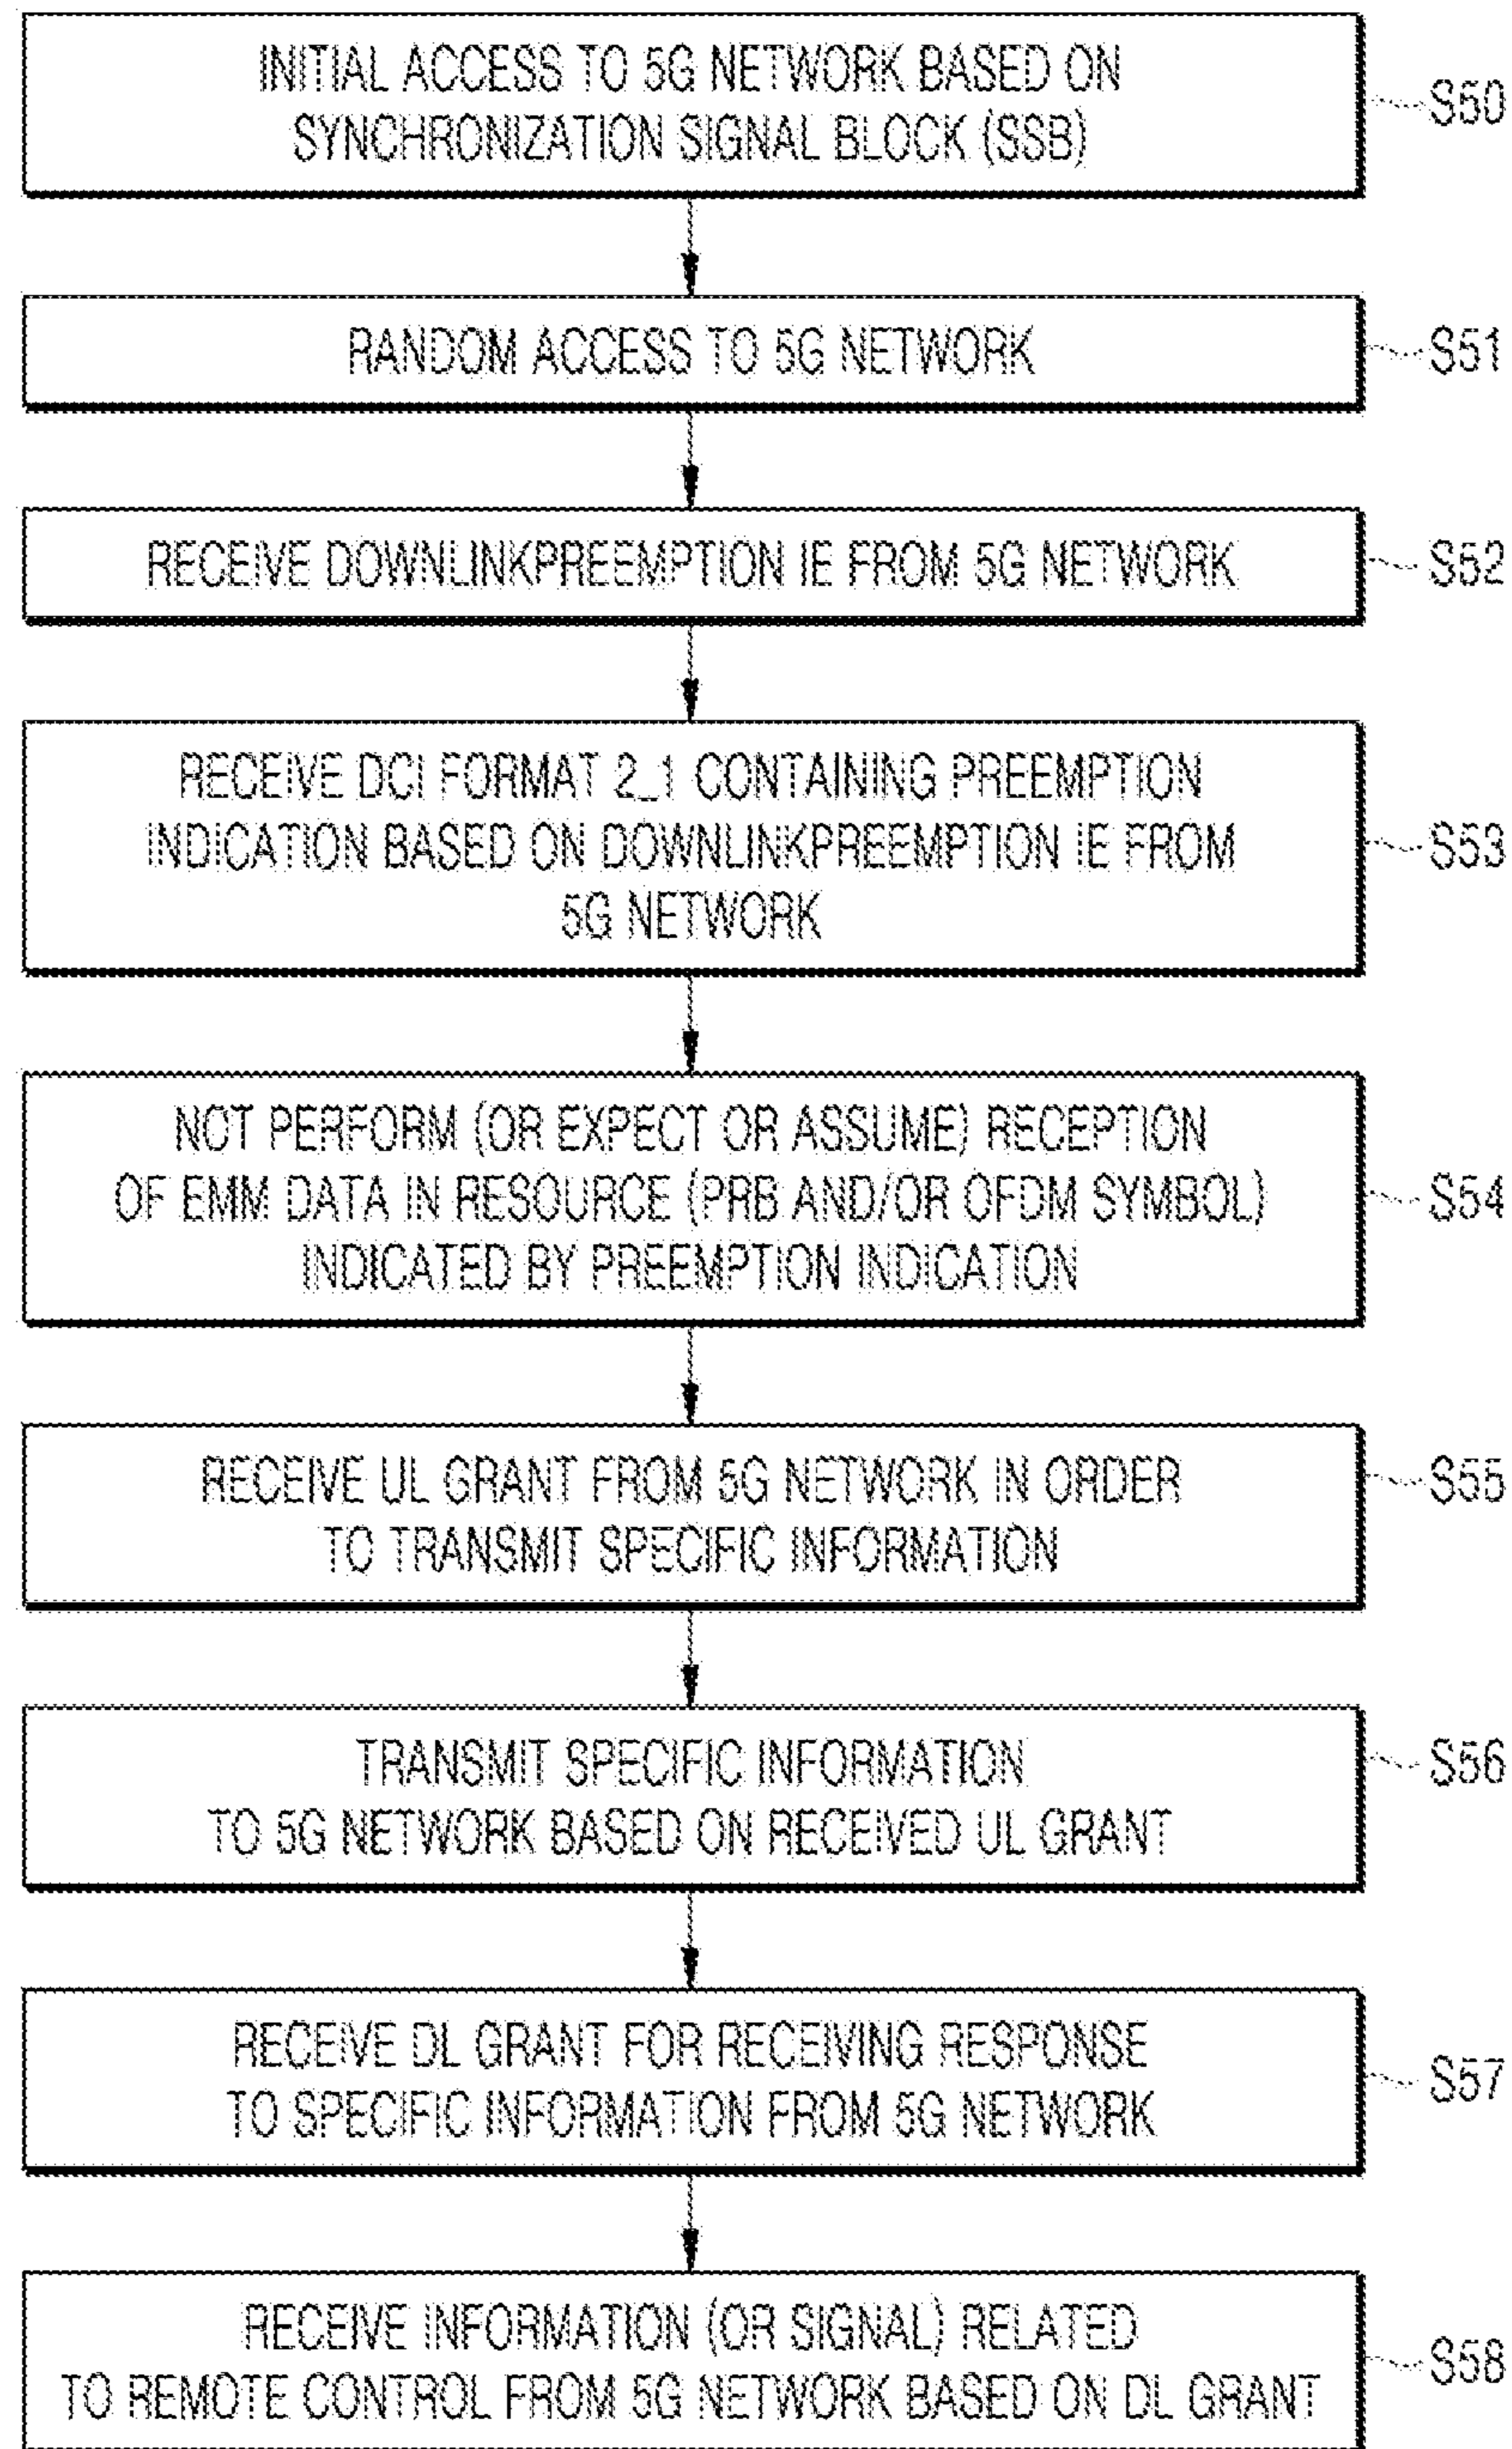 INITIAL ACCESS TO 5G NETWORK BASED ON
SYNCHRONIZATION SIGNAL BLOCK (SSB)
S50
RANDOM ACCESS TO 5G NETWORK
S51
RECEIVE DOWNLINKPREEMPTION IE FROM 5G NETWORK
S52
RECEIVE DCI FORMAT 2_1 CONTAINING PREEMPTION
INDICATION BASED ON DOWNLINKPREEMPTION IE FROM
5G NETWORK
S53
NOT PERFORM (OR EXPECT OR ASSUME) RECEPTION
OF EMM DATA IN RESOURCE (PRB AND/OR OFDM SYMBOL)
INDICATED BY PREEMPTION INDICATION
S54
RECEIVE UL GRANT FROM 5G NETWORK IN ORDER
TO TRANSMIT SPECIFIC INFORMATION
S55
TRANSMIT SPECIFIC INFORMATION
TO 5G NETWORK BASED ON RECEIVED UL GRANT
S56
RECEIVE DL GRANT FOR RECEIVING RESPONSE
TO SPECIFIC INFORMATION FROM 5G NETWORK
S57
RECEIVE INFORMATION (OR SIGNAL) RELATED
TO REMOTE CONTROL FROM 5G NETWORK BASED ON DL GRANT
S58